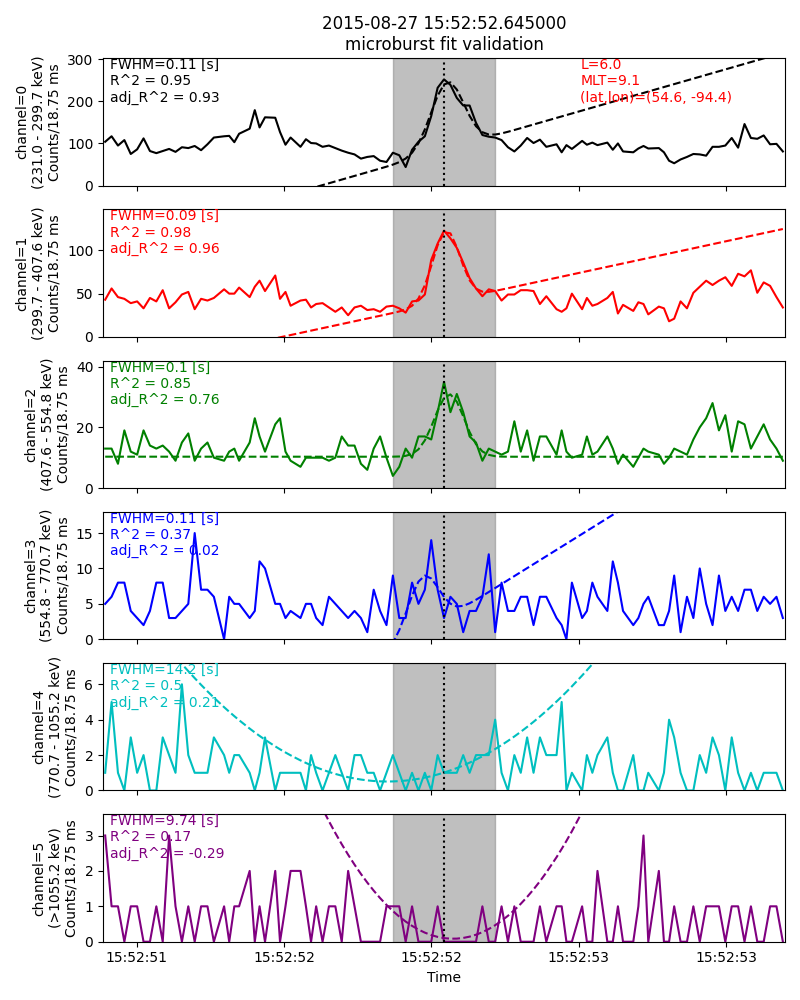 2015-08-27 15:52:52.645000
microburst fit validation
channel=0
(231.0 - 299.7 keV)
Counts/18.75 ms
300
200
100
0
FWHM=0.11 [s]
R^2 = 0.95
adj_R^2 = 0.93
L=6.0
MLT=9.1
(lat,lon)=(54.6, -94.4)
channel=1
(299.7 - 407.6 keV)
Counts/18.75 ms
100
50
0
FWHM=0.09 [s]
R^2 = 0.98
adj_R^2 = 0.96
channel=2
(407.6 - 554.8 keV)
Counts/18.75 ms
40
20
0
FWHM=0.1 [s]
R^2 = 0.85
adj_R^2 = 0.76
channel=3
(554.8 - 770.7 keV)
Counts/18.75 ms
15
10
5
0
FWHM=0.11 [s]
R^2 = 0.37
adj_R^2 = 0.02
channel=4
(770.7 - 1055.2 keV)
Counts/18.75 ms
6
4
2
0
FWHM=14.2 [s]
R^2 = 0.5
adj_R^2 = 0.21
channel=5
(>1055.2 keV)
Counts/18.75 ms
3
2
1
0
FWHM=9.74 [s]
R^2 = 0.17
adj_R^2 = -0.29
15:52:51
15:52:52
15:52:52
15:52:53
15:52:53
Time